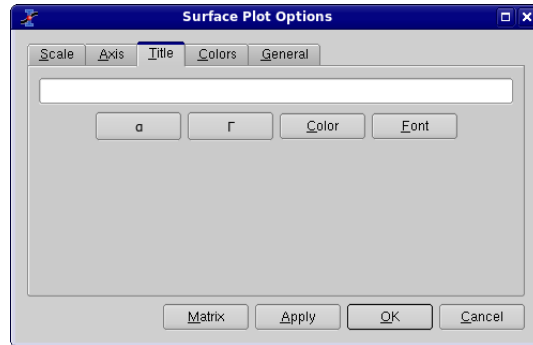 Surface Plot Options
Scale Axis Title Colors General
α Γ Color Font
Matrix Apply OK Cancel